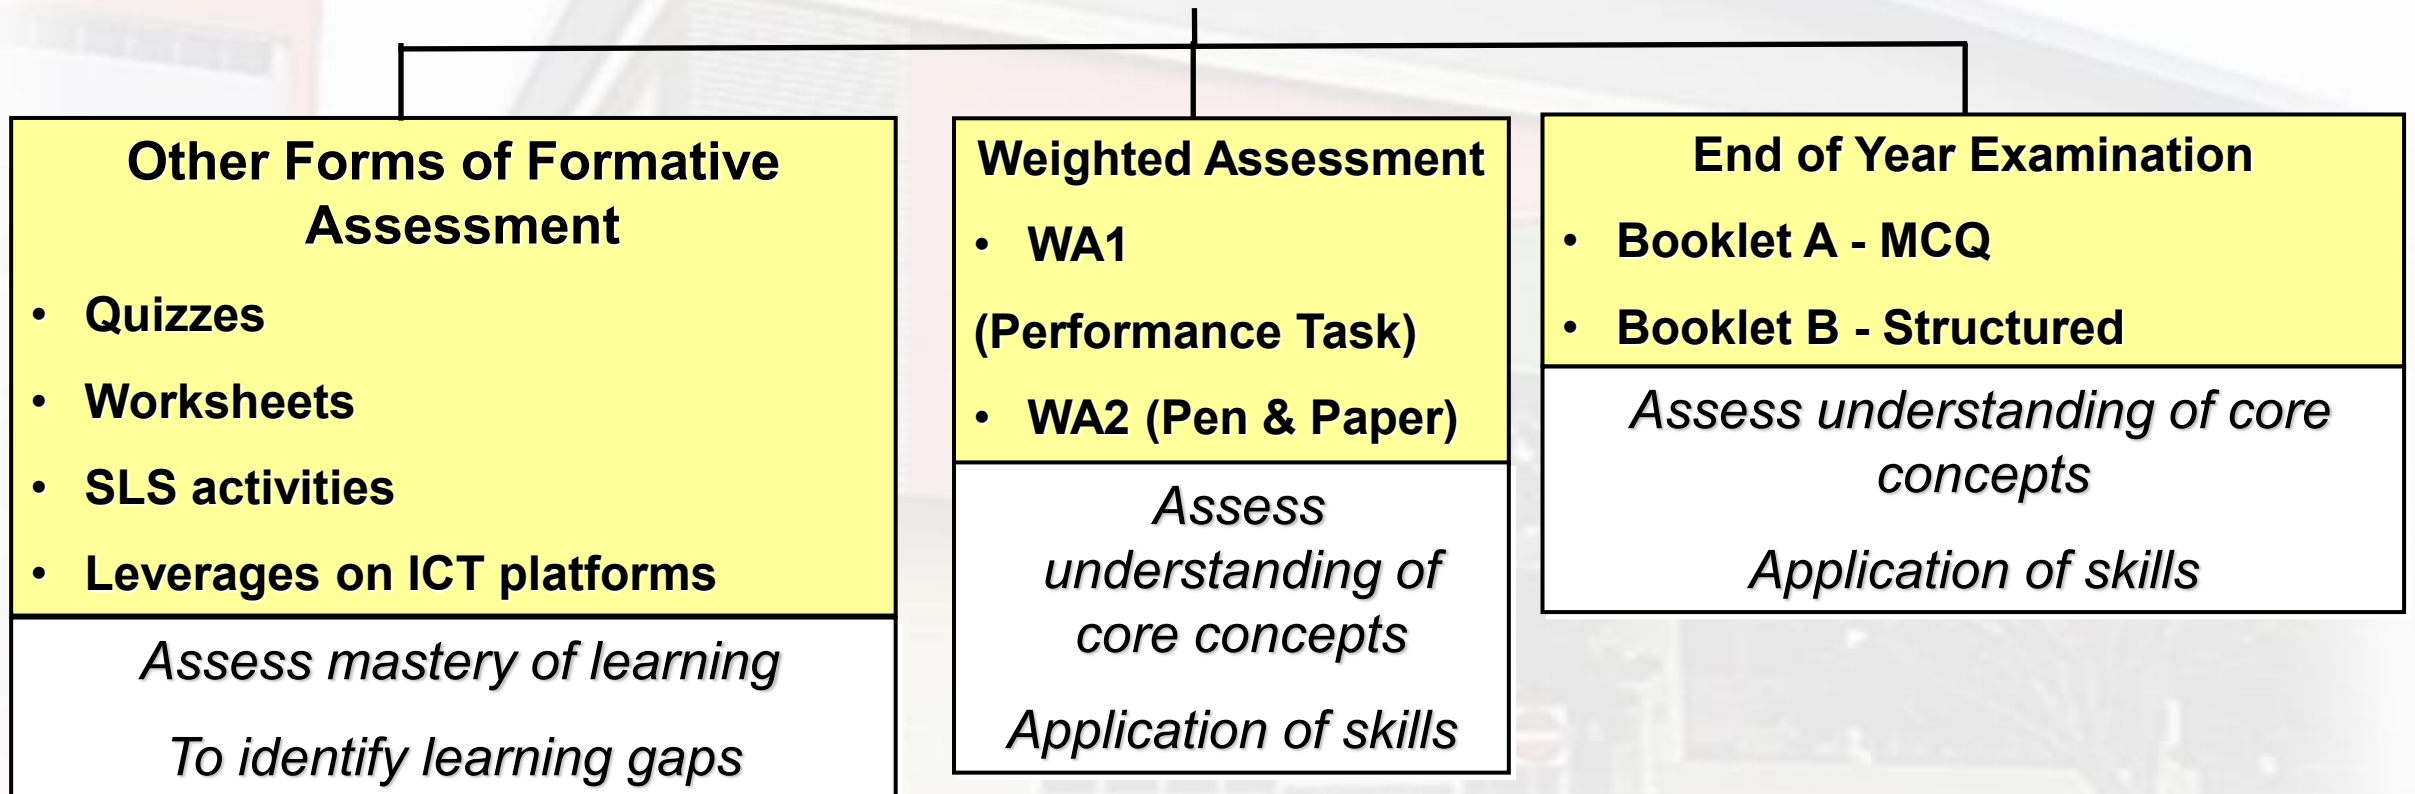 Other Forms of Formative
Assessment
• Quizzes
• Worksheets
• SLS activities
• Leverages on ICT platforms
Assess mastery of learning
To identify learning gaps
Weighted Assessment
• WA1
(Performance Task)
• WA2 (Pen & Paper)
Assess
understanding of
core concepts
Application of skills
End of Year Examination
• Booklet A - MCQ
• Booklet B - Structured
Assess understanding of core
concepts
Application of skills